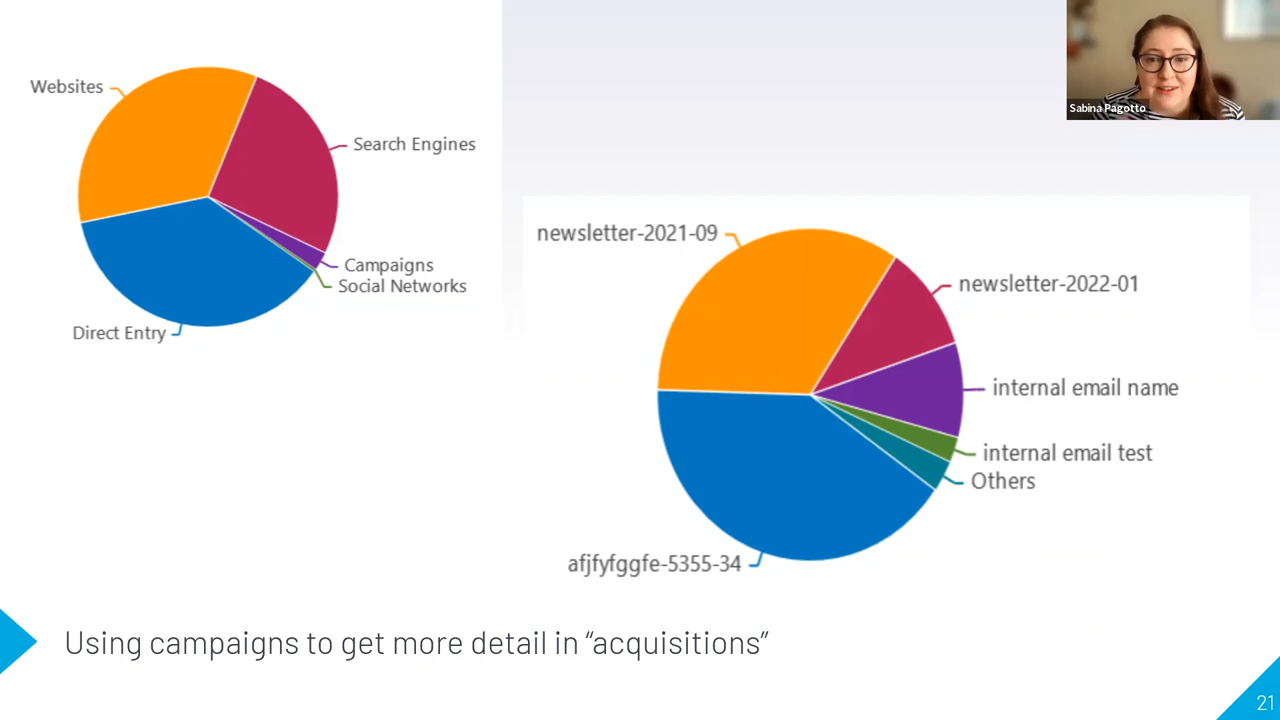 Websites
Search Engines
Campaigns
Social Networks
Direct Entry
Sabina Pagotto
newsletter-2021-09
newsletter-2022-01
internal email name
internal email test
Others
afjfyfggfe-5355-34
Using campaigns to get more detail in “acquisitions”
21